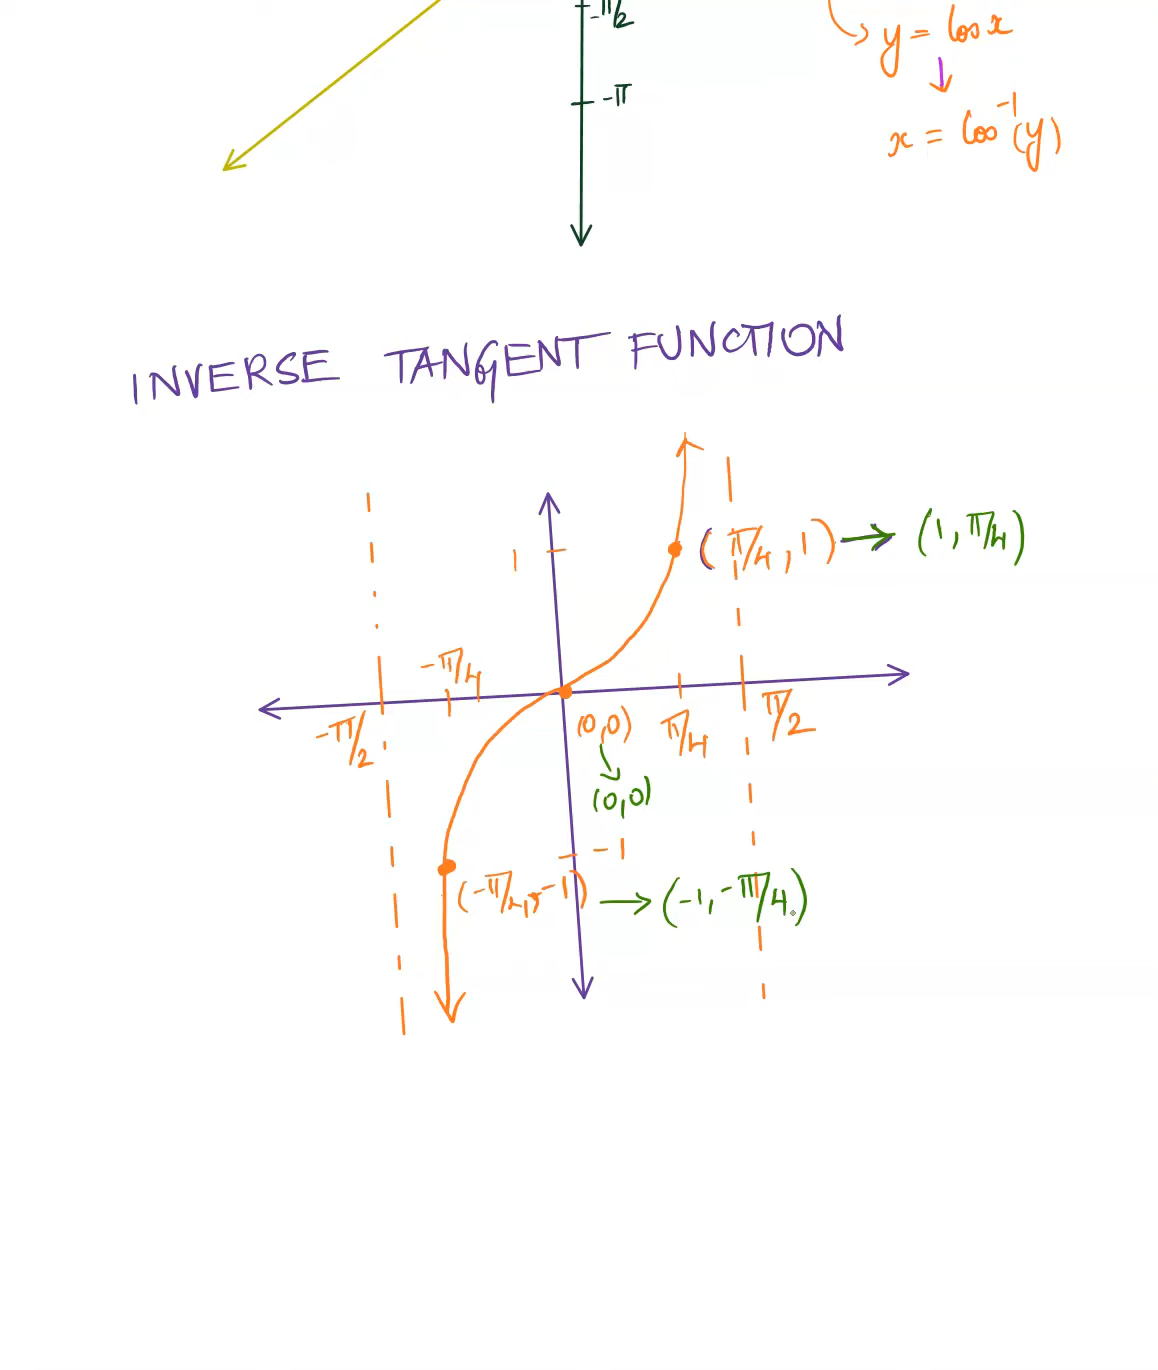 -π/2
y = cos x
-π
x = cos⁻¹(y)
INVERSE TANGENT FUNCTION
1
(π/4, 1) → (1, π/4)
-π/4
-π/2
(0,0)
π/4
π/2
(0,0)
-1
(-π/4, -1) → (-1, -π/4)